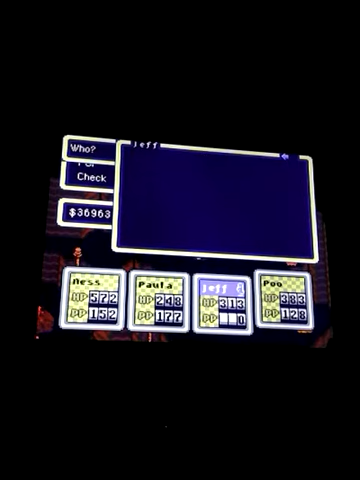 Who?
Jeff
Check
$36963
Ness
HP 572
PP 152
Paula
HP 248
PP 177
Jeff
HP 313
PP 0
Poo
HP 383
PP 128